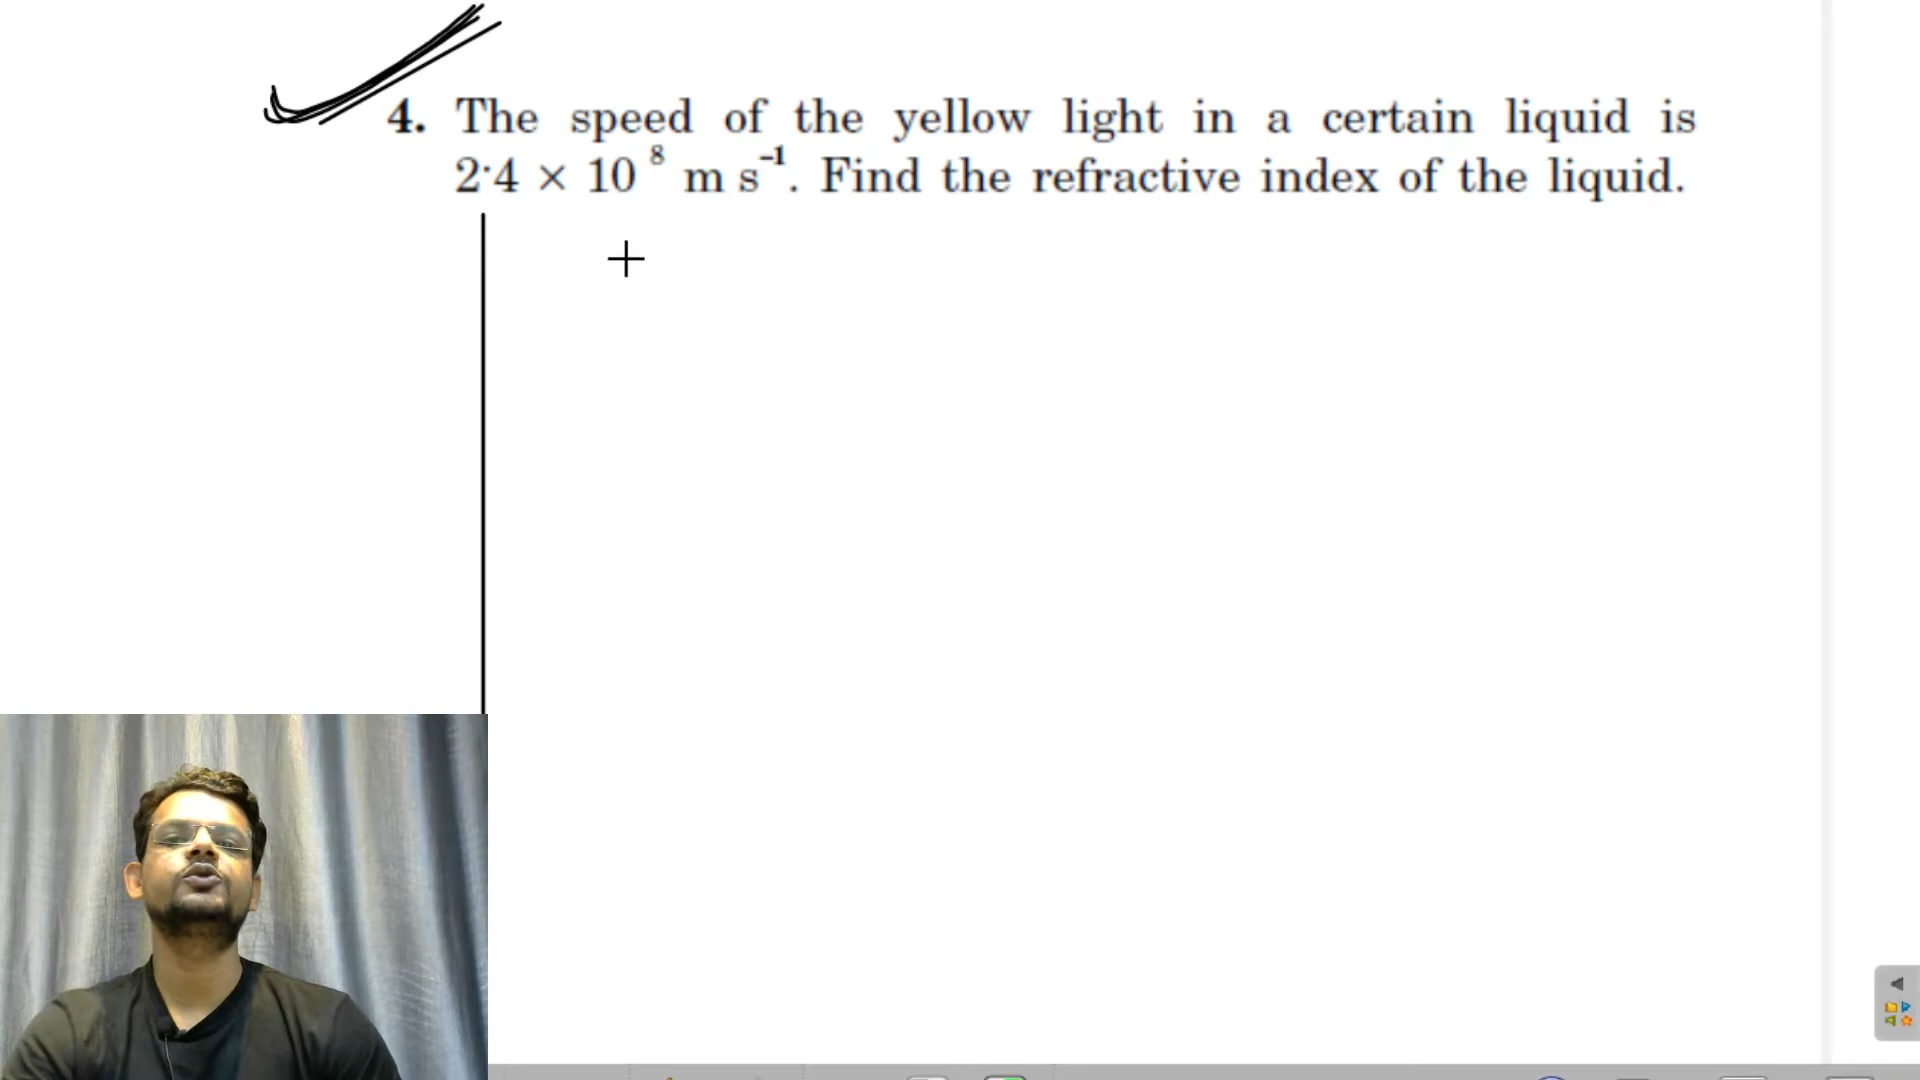 4. The speed of the yellow light in a certain liquid is
2·4 × 10⁸ m s⁻¹. Find the refractive index of the liquid.